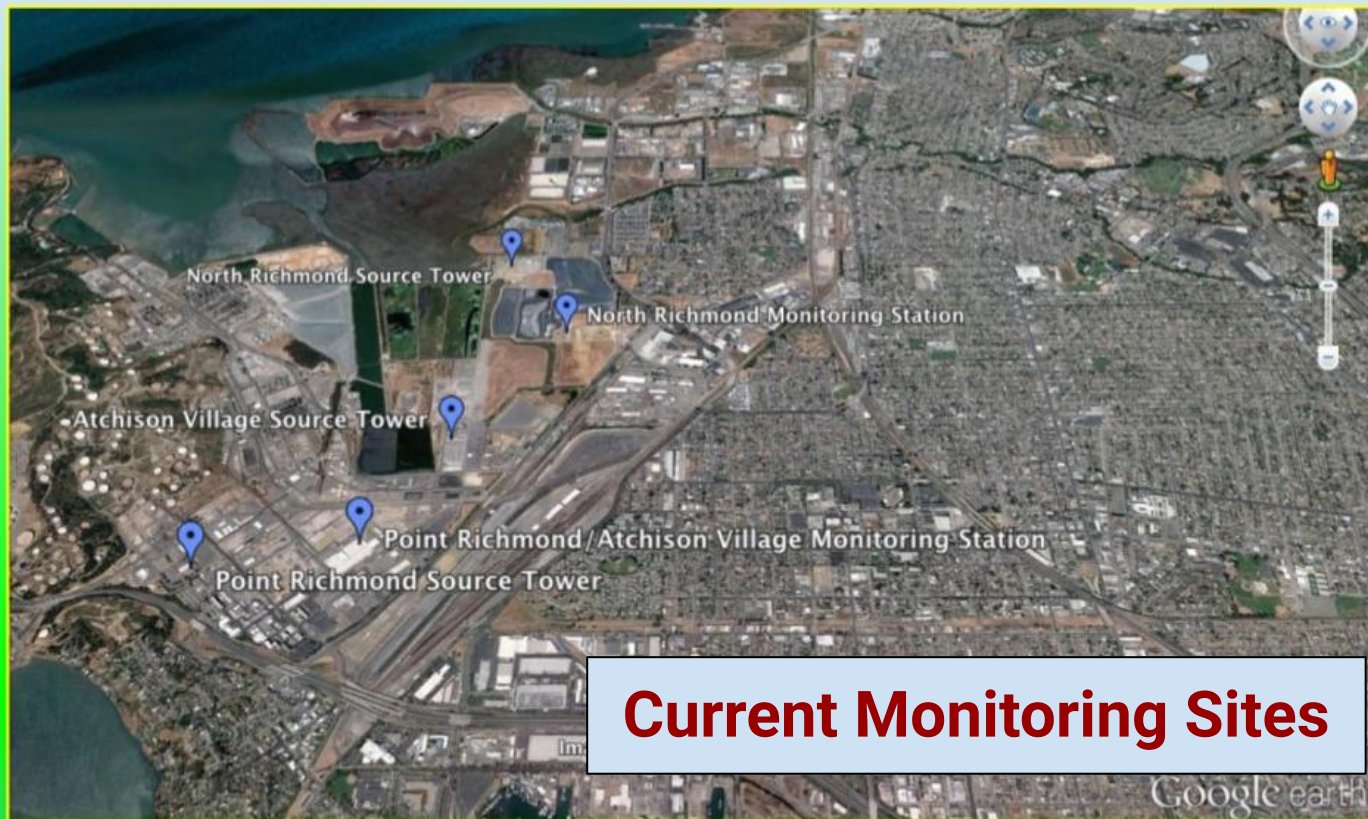 North Richmond Source Tower
North Richmond Monitoring Station
Atchison Village Source Tower
Point Richmond/Atchison Village Monitoring Station
Point Richmond Source Tower
Current Monitoring Sites
Im
Google earth